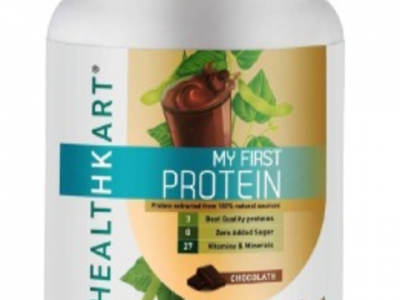 HEALTHKART®
MY FIRST
PROTEIN
Protein extracted from 100% natural sources
3 Best Quality proteins
0 Zero Added Sugar
27 Vitamins & Minerals
CHOCOLATE